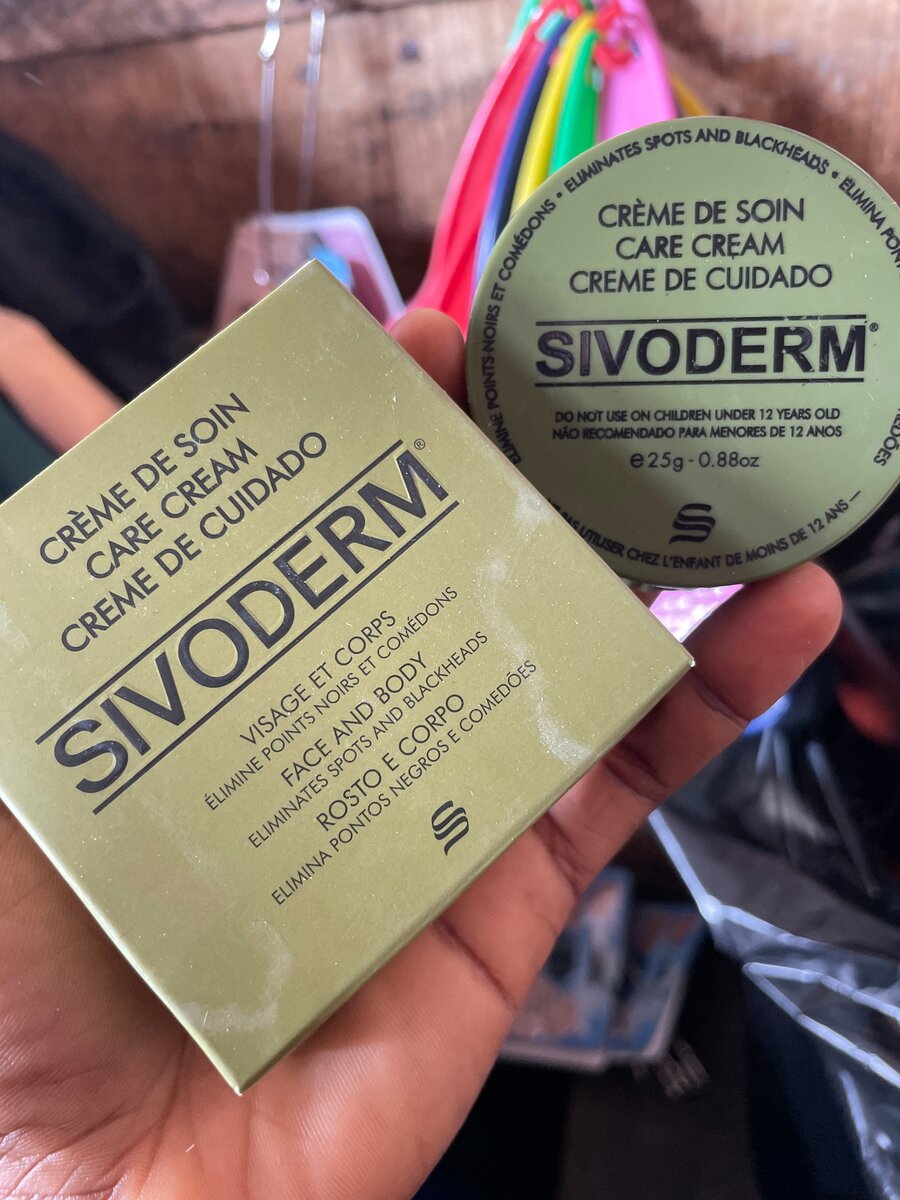 CRÈME DE SOIN
CARE CREAM
CREME DE CUIDADO
SIVODERM®
VISAGE ET CORPS
ÉLIMINE POINTS NOIRS ET COMÉDONS
FACE AND BODY
ELIMINATES SPOTS AND BLACKHEADS
ROSTO E CORPO
ELIMINA PONTOS NEGROS E COMEDÕES
ÉLIMINE POINTS NOIRS ET COMÉDONS • ELIMINATES SPOTS AND BLACKHEADS • ELIMINA
CRÈME DE SOIN
CARE CREAM
CREME DE CUIDADO
SIVODERM®
DO NOT USE ON CHILDREN UNDER 12 YEARS OLD
NÃO RECOMENDADO PARA MENORES DE 12 ANOS
e25g - 0.88oz
UTILISER CHEZ L'ENFANT DE MOINS DE 12 ANS —